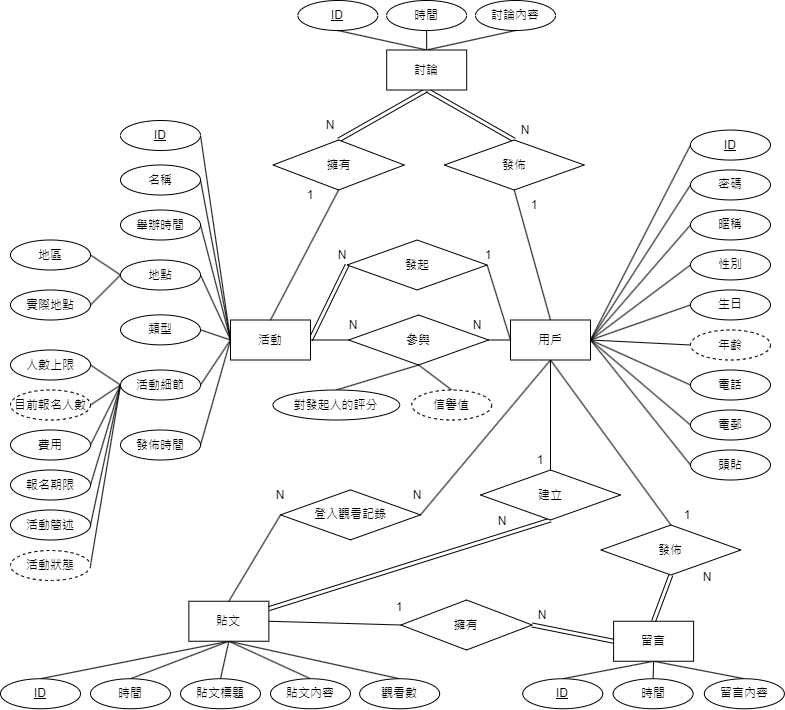 ID
時間
討論內容
討論
N
N
擁有
發佈
1
1
ID
名稱
舉辦時間
地點
地區
實際地點
類型
活動細節
人數上限
目前報名人數
費用
報名期限
活動簡述
活動狀態
發佈時間
活動
N
發起
1
N
參與
N
對發起人的評分
信譽值
用戶
ID
密碼
暱稱
性別
生日
年齡
電話
電郵
頭貼
N
登入觀看記錄
N
1
建立
N
1
發佈
N
貼文
1
擁有
N
留言
ID
時間
貼文標題
貼文內容
觀看數
ID
時間
留言內容